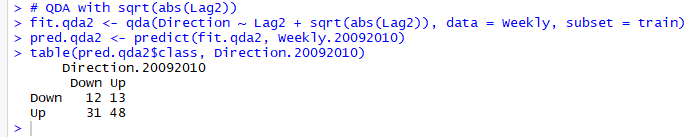 > # QDA with sqrt(abs(Lag2))
> fit.qda2 <- qda(Direction ~ Lag2 + sqrt(abs(Lag2)), data = Weekly, subset = train)
> pred.qda2 <- predict(fit.qda2, Weekly.20092010)
> table(pred.qda2$class, Direction.20092010)
      Direction.20092010
       Down Up
  Down   12 13
  Up     31 48
>